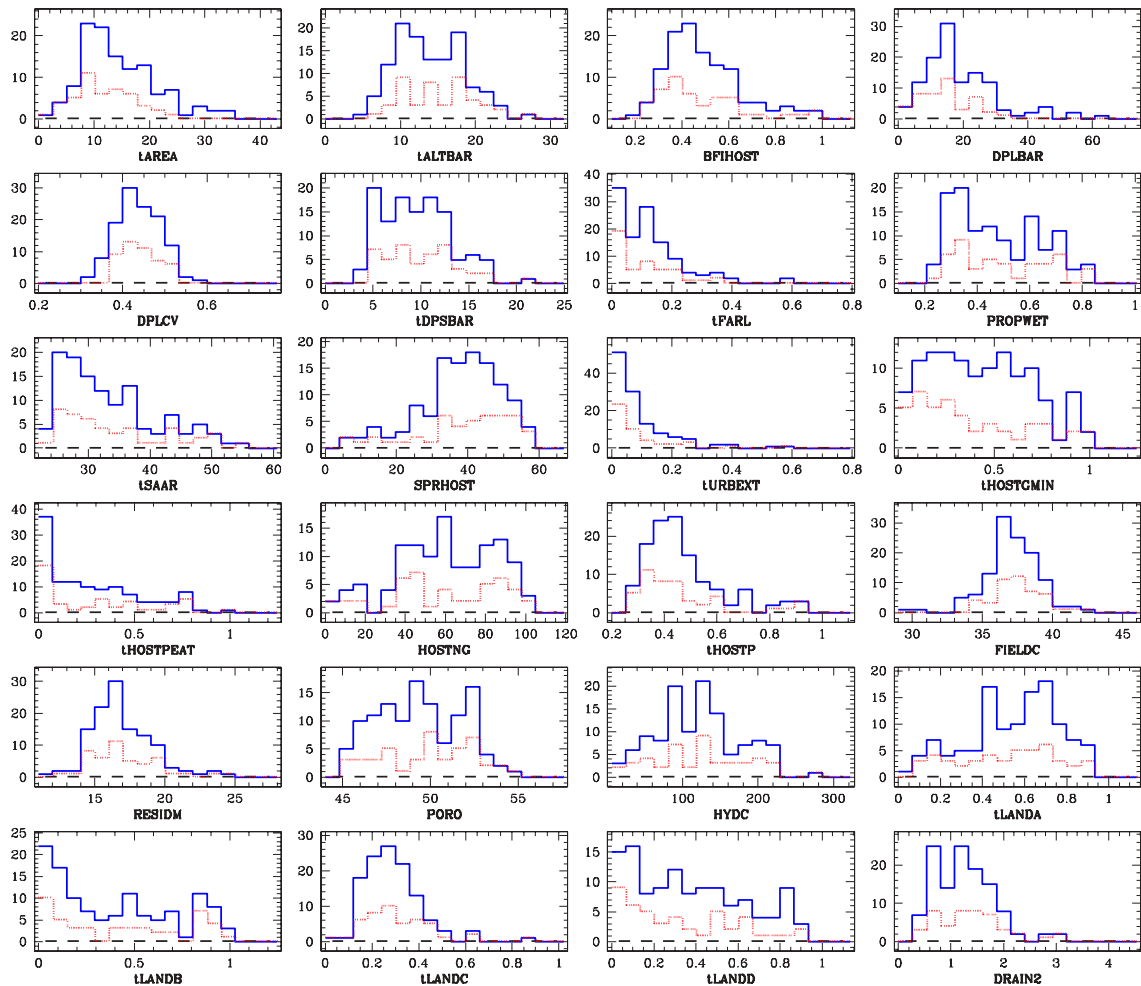 20
10
0
0 10 20 30 40
tAREA
20
15
10
5
0
0 10 20 30
tALTBAR
20
10
0
0.2 0.4 0.6 0.8 1
BFIHOST
30
20
10
0
0 20 40 60
DPLBAR
30
20
10
0
0.2 0.4 0.6
DPLCV
20
15
10
5
0
0 5 10 15 20 25
tDPSBAR
40
30
20
10
0
0 0.2 0.4 0.6 0.8
tFARL
20
15
10
5
0
0.2 0.4 0.6 0.8 1
PROPWET
20
15
10
5
0
30 40 50 60
tSAAR
20
15
10
5
0
0 20 40 60
SPRHOST
40
20
0
0 0.2 0.4 0.6 0.8
tURBEXT
10
5
0
0 0.5 1
tHOSTGMIN
40
30
20
10
0
0 0.5 1
tHOSTPEAT
15
10
5
0
0 20 40 60 80 100 120
HOSTNG
20
10
0
0.2 0.4 0.6 0.8 1
tHOSTP
30
20
10
0
30 35 40 45
FIELDC
30
20
10
0
15 20 25
RESIDM
15
10
5
0
45 50 55
PORO
20
15
10
5
0
100 200 300
HYDC
15
10
5
0
0 0.2 0.4 0.6 0.8 1
tLANDA
25
20
15
10
5
0
0 0.5 1
tLANDB
30
20
10
0
0 0.2 0.4 0.6 0.8 1
tLANDC
15
10
5
0
0 0.2 0.4 0.6 0.8 1
tLANDD
20
10
0
0 1 2 3 4
DRAIN2